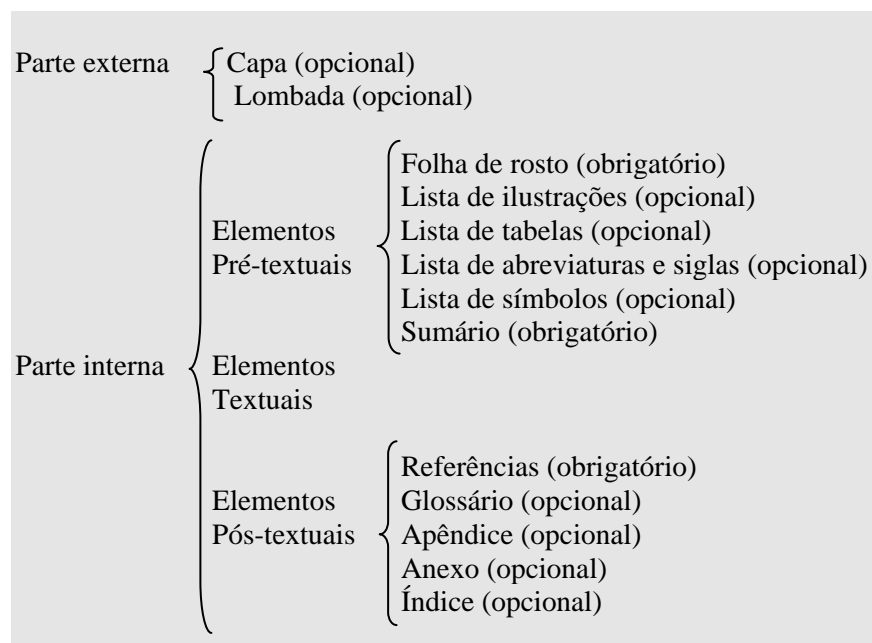 Parte externa
Capa (opcional)
Lombada (opcional)
Parte interna
Elementos
Pré-textuais
Folha de rosto (obrigatório)
Lista de ilustrações (opcional)
Lista de tabelas (opcional)
Lista de abreviaturas e siglas (opcional)
Lista de símbolos (opcional)
Sumário (obrigatório)
Elementos
Textuais
Elementos
Pós-textuais
Referências (obrigatório)
Glossário (opcional)
Apêndice (opcional)
Anexo (opcional)
Índice (opcional)